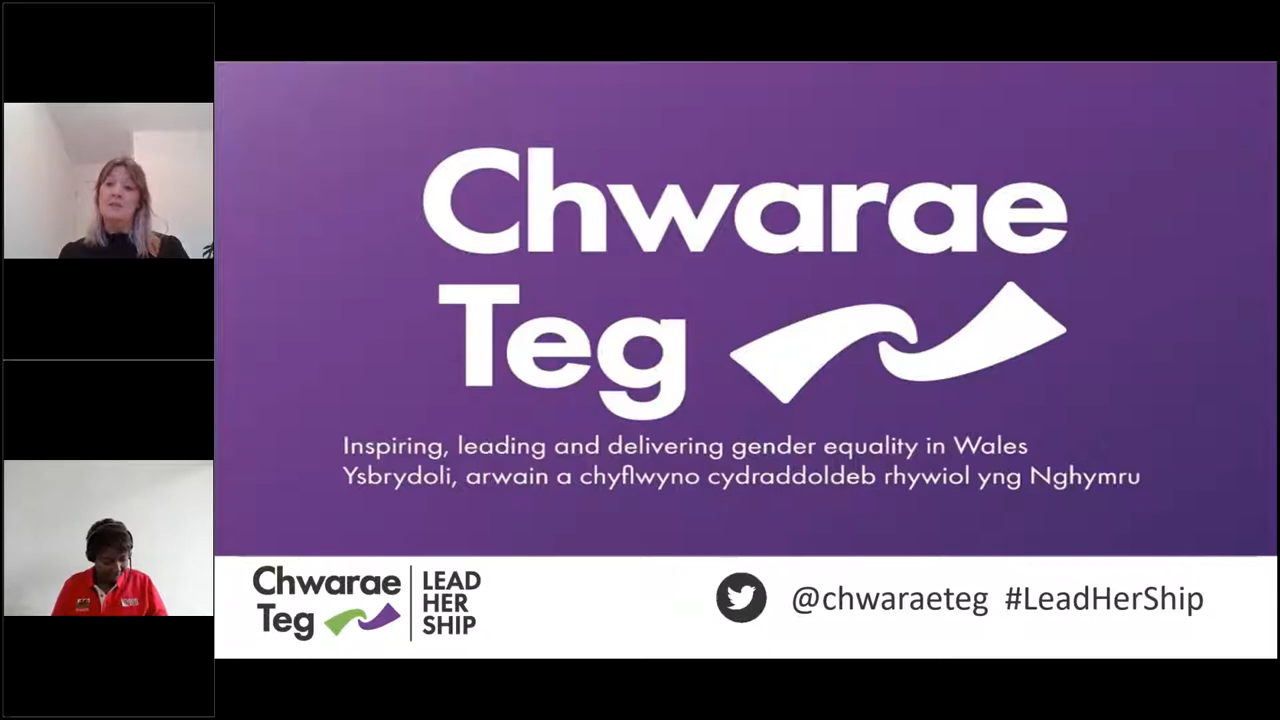 Chwarae
Teg
Inspiring, leading and delivering gender equality in Wales
Ysbrydoli, arwain a chyflwyno cydraddoldeb rhywiol yng Nghymru
Chwarae
Teg
LEAD
HER
SHIP
@chwaraeteg #LeadHerShip